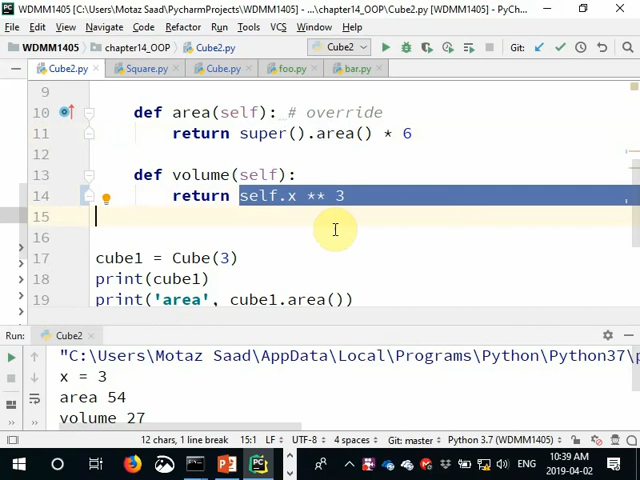 WDMM1405 [C:\Users\Motaz Saad\PycharmProjects\WDMM1405] - ...\chapter14_OOP\Cube2.py - PyCh...
File Edit View Navigate Code Refactor Run Tools VCS Window Help
WDMM1405 chapter14_OOP Cube2.py Cube2 Git:
Cube2.py Square.py Cube.py foo.py bar.py
9
10 def area(self): # override
11 return super().area() * 6
12
13 def volume(self):
14 return self.x ** 3
15
16
17 cube1 = Cube(3)
18 print(cube1)
19 print('area', cube1.area())
Run: Cube2
"C:\Users\Motaz Saad\AppData\Local\Programs\Python\Python37\p
x = 3
area 54
volume 27
12 chars, 1 line break 15:1 LF UTF-8 4 spaces Git: master Python 3.7 (WDMM1405)
ENG 10:39 AM
2019-04-02